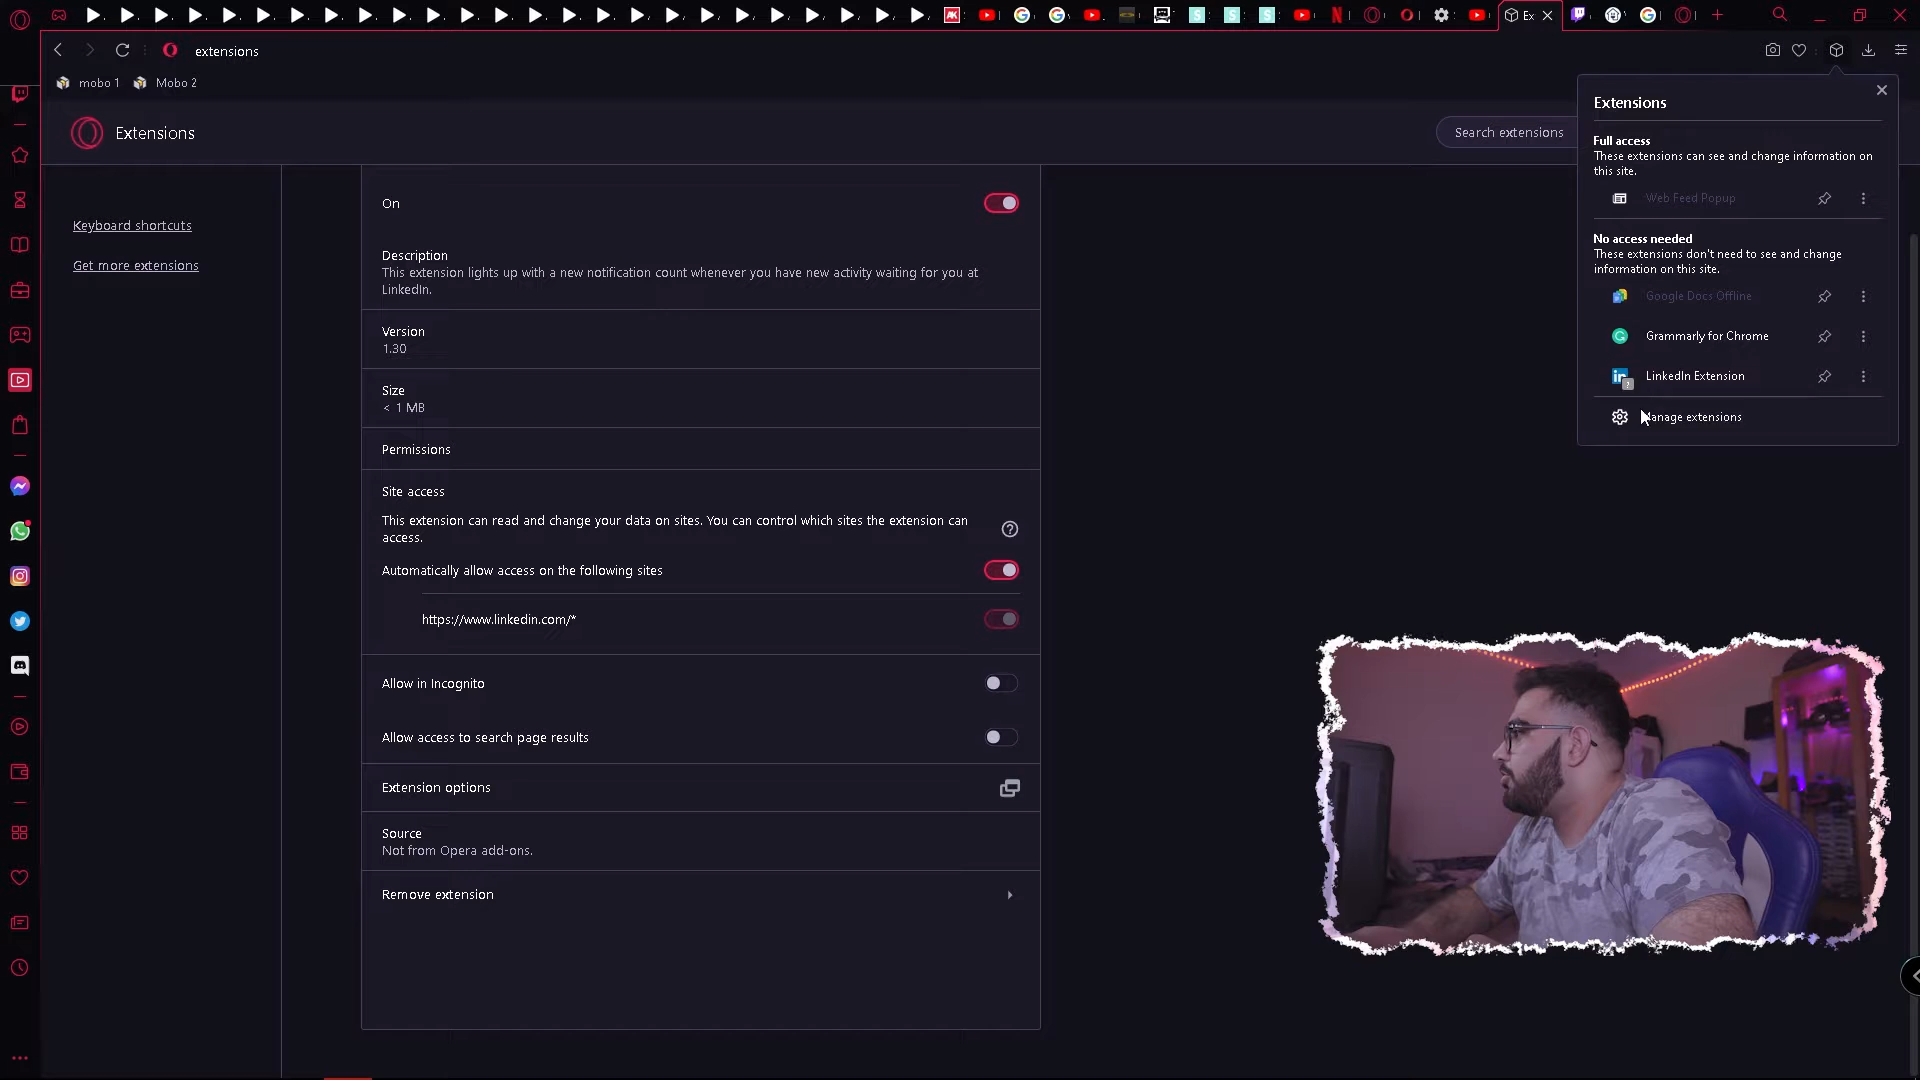 Ex
extensions
mobo 1
Mobo 2
Extensions
Search extensions
Keyboard shortcuts
Get more extensions
On
Description
This extension lights up with a new notification count whenever you have new activity waiting for you at
LinkedIn.
Version
1.30
Size
< 1 MB
Permissions
Site access
This extension can read and change your data on sites. You can control which sites the extension can
access.
Automatically allow access on the following sites
https://www.linkedin.com/*
Allow in Incognito
Allow access to search page results
Extension options
Source
Not from Opera add-ons.
Remove extension
Extensions
Full access
These extensions can see and change information on
this site.
Web Feed Popup
No access needed
These extensions don't need to see and change
information on this site.
Google Docs Offline
Grammarly for Chrome
in
?
LinkedIn Extension
Manage extensions